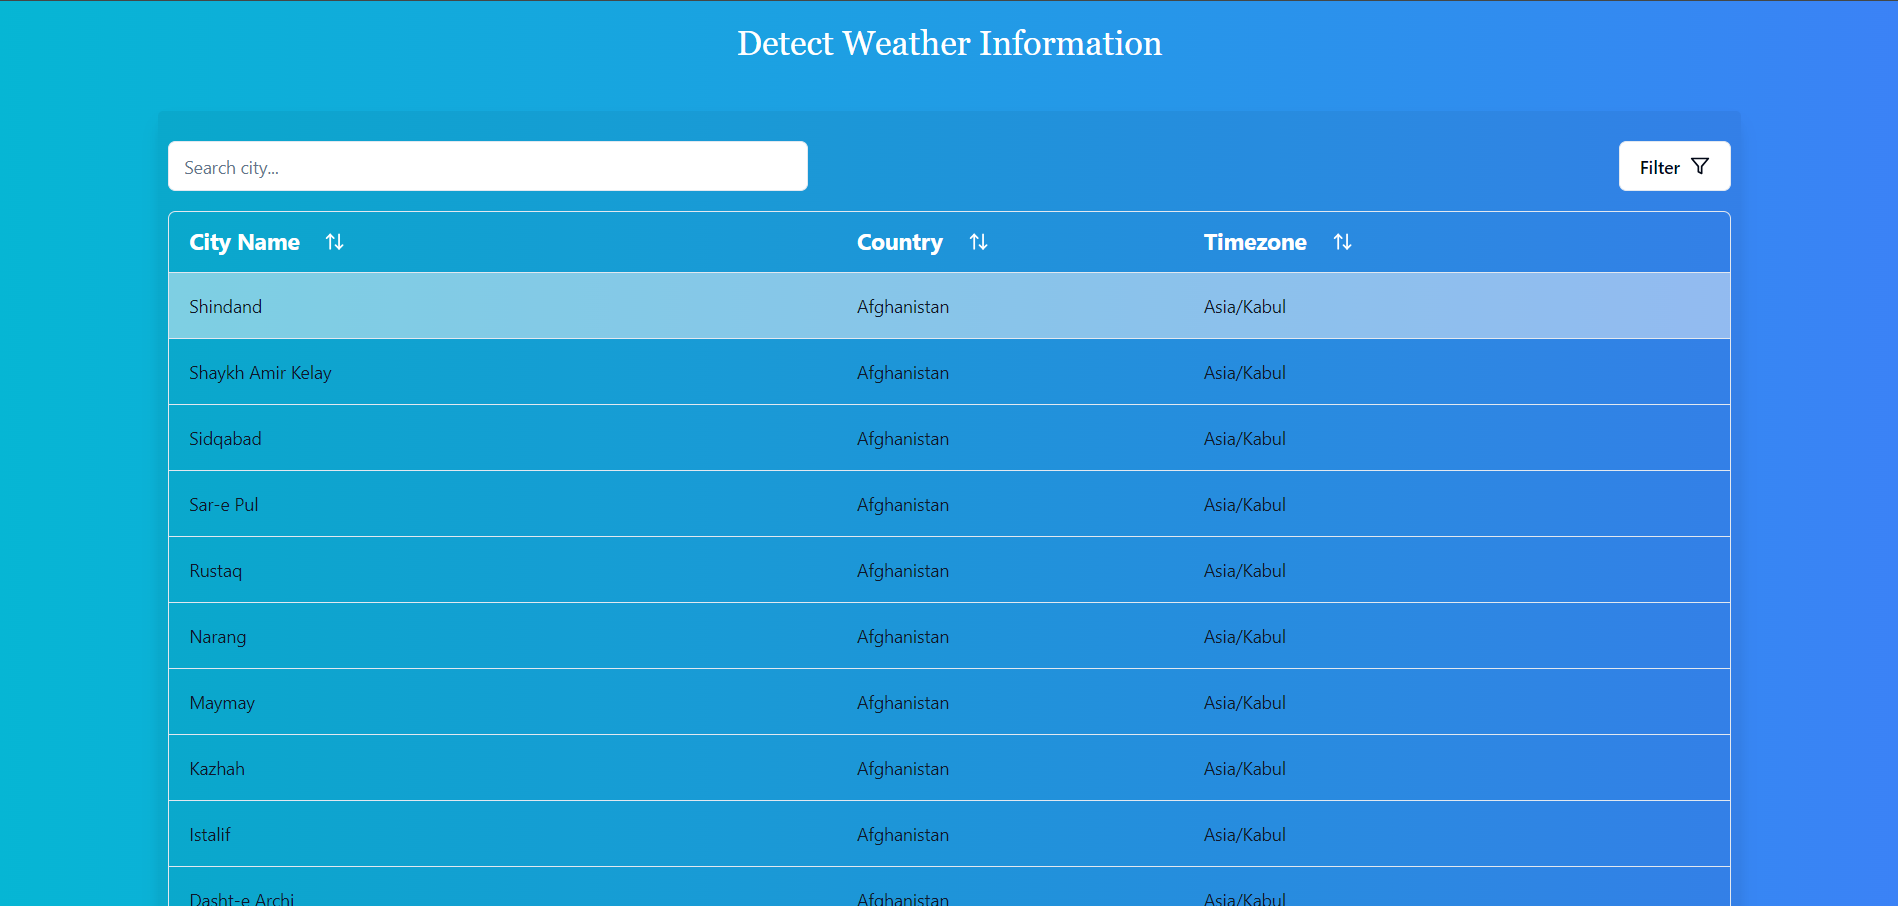 Detect Weather Information
Search city...
Filter
City Name Country Timezone
Shindand Afghanistan Asia/Kabul
Shaykh Amir Kelay Afghanistan Asia/Kabul
Sidqabad Afghanistan Asia/Kabul
Sar-e Pul Afghanistan Asia/Kabul
Rustaq Afghanistan Asia/Kabul
Narang Afghanistan Asia/Kabul
Maymay Afghanistan Asia/Kabul
Kazhah Afghanistan Asia/Kabul
Istalif Afghanistan Asia/Kabul
Dasht-e Archi Afghanistan Asia/Kabul